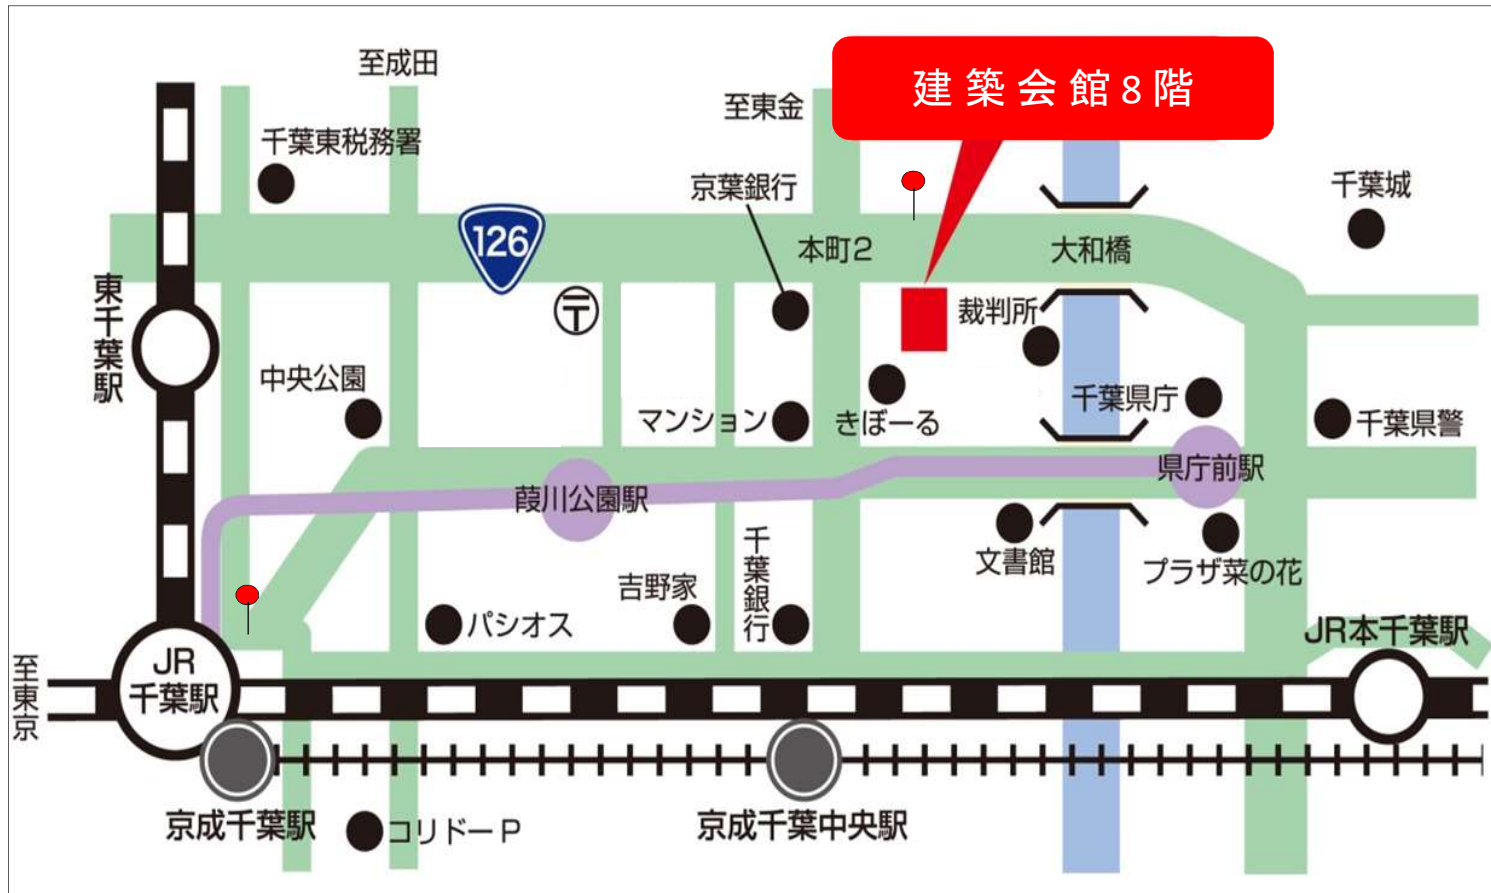 至成田
建築会館8階
至東金
千葉東税務署
京葉銀行
千葉城
126
本町2
大和橋
東千葉駅
〒
裁判所
中央公園
千葉県庁
マンション
きぼーる
千葉県警
県庁前駅
葭川公園駅
千葉銀行
文書館
プラザ菜の花
吉野家
パシオス
JR本千葉駅
JR
千葉駅
至東京
京成千葉駅
コリドーP
京成千葉中央駅